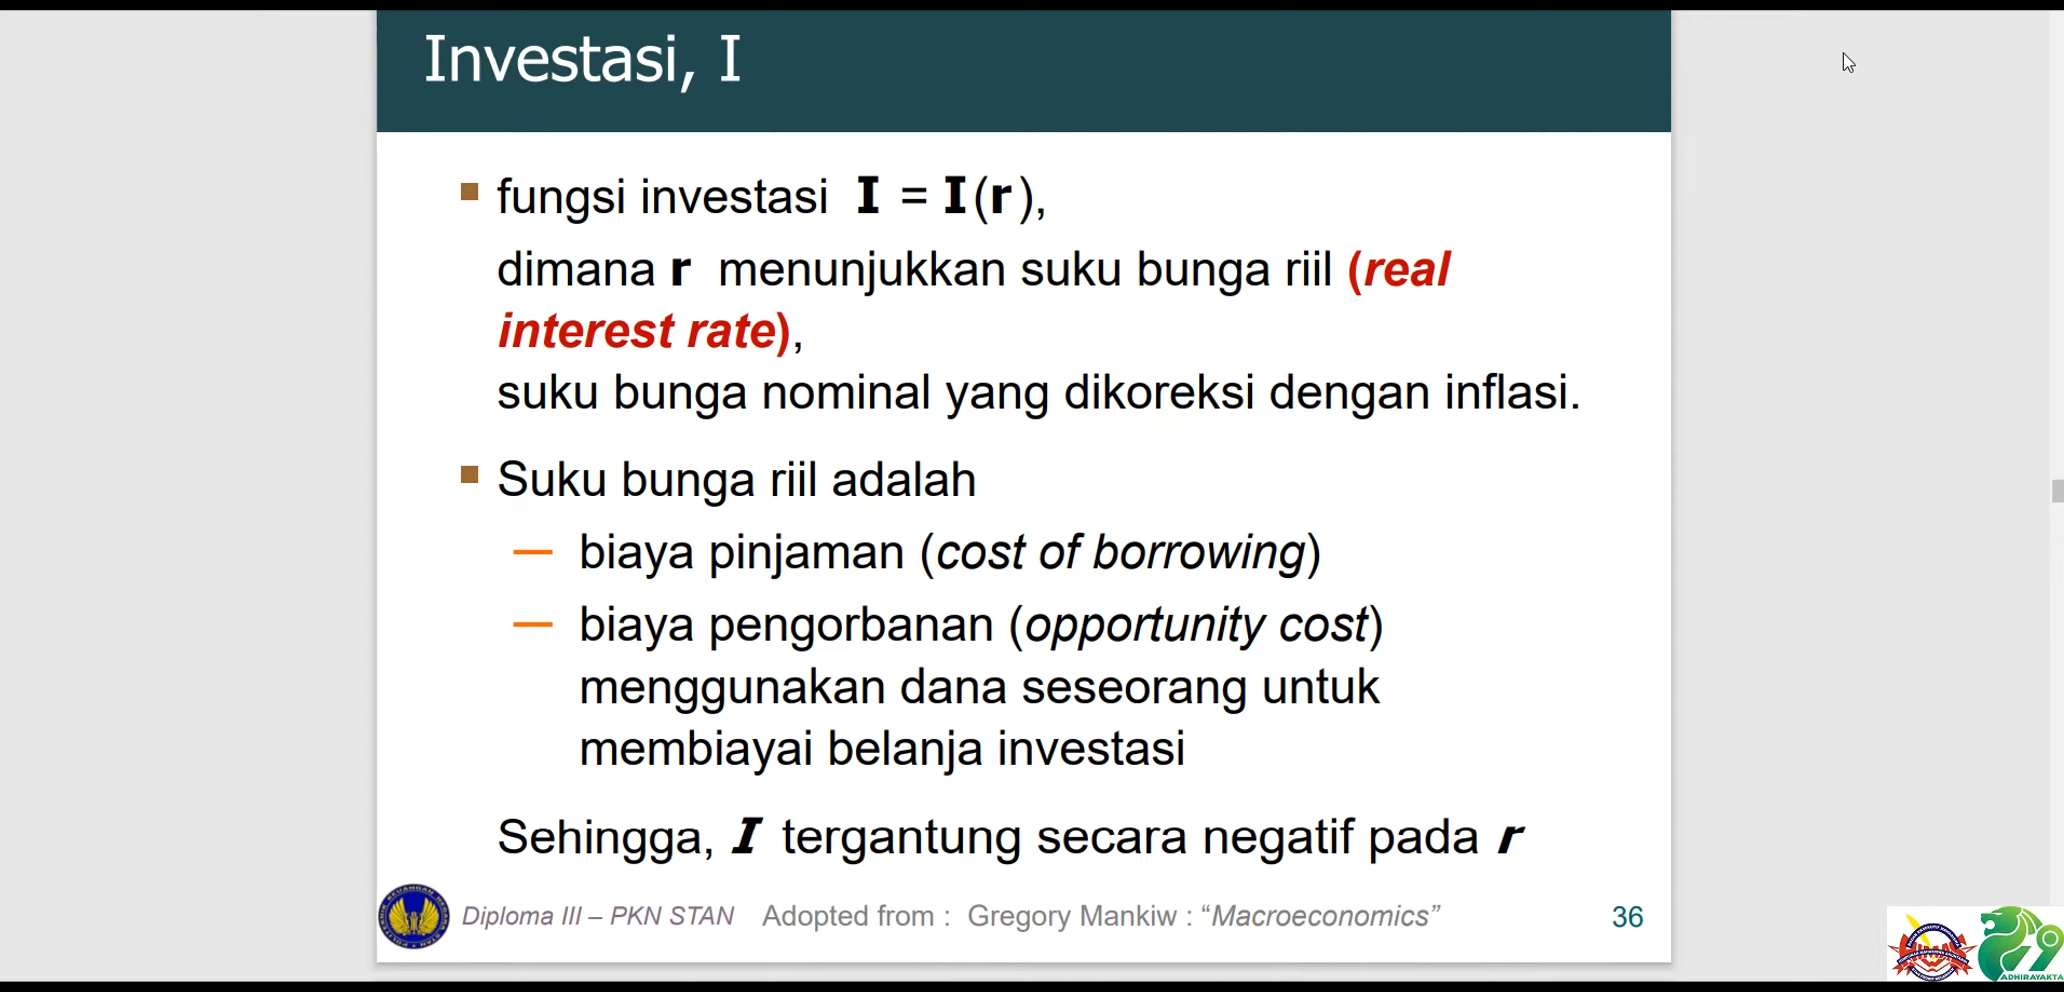 Investasi, I
fungsi investasi I = I(r),
dimana r menunjukkan suku bunga riil (real
interest rate),
suku bunga nominal yang dikoreksi dengan inflasi.
Suku bunga riil adalah
— biaya pinjaman (cost of borrowing)
— biaya pengorbanan (opportunity cost)
menggunakan dana seseorang untuk
membiayai belanja investasi
Sehingga, I tergantung secara negatif pada r
Diploma III – PKN STAN Adopted from : Gregory Mankiw : “Macroeconomics” 36
29
ADHIRAYAKTA